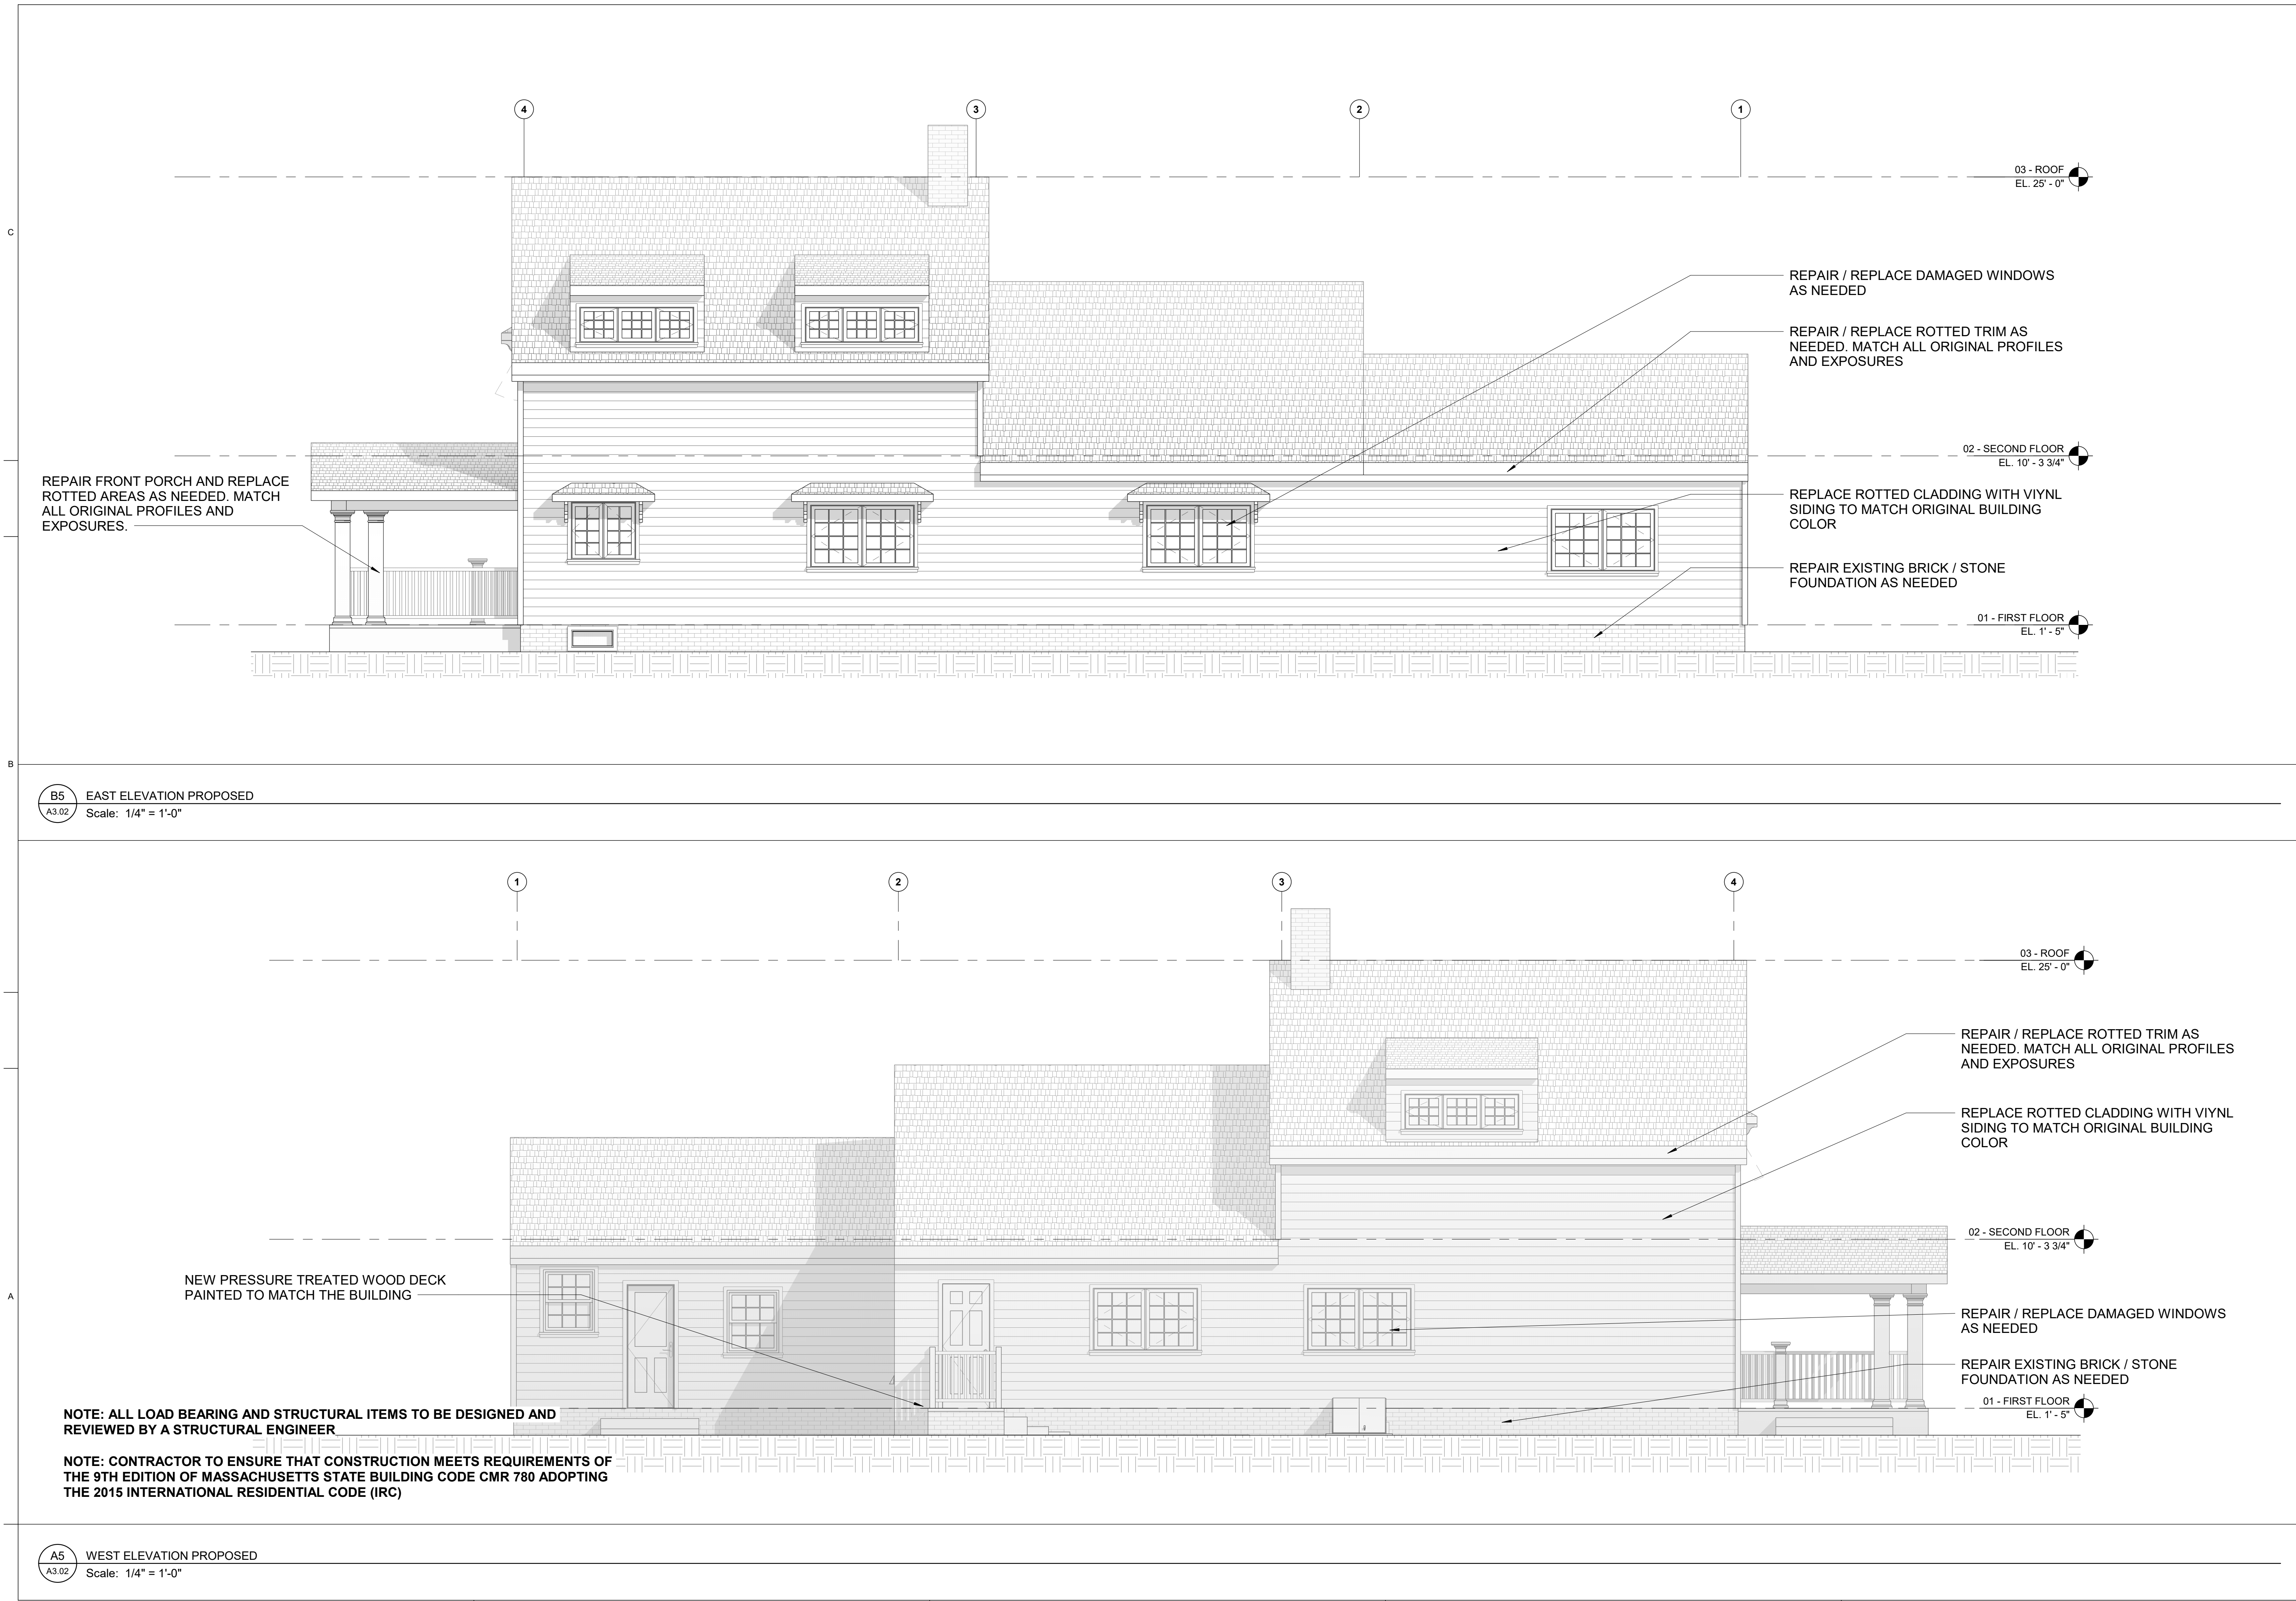 4
3
2
1
03 - ROOF
EL. 25' - 0"
C
REPAIR / REPLACE DAMAGED WINDOWS
AS NEEDED
REPAIR / REPLACE ROTTED TRIM AS
NEEDED. MATCH ALL ORIGINAL PROFILES
AND EXPOSURES
02 - SECOND FLOOR
EL. 10' - 3 3/4"
REPAIR FRONT PORCH AND REPLACE
ROTTED AREAS AS NEEDED. MATCH
ALL ORIGINAL PROFILES AND
EXPOSURES.
REPLACE ROTTED CLADDING WITH VIYNL
SIDING TO MATCH ORIGINAL BUILDING
COLOR
REPAIR EXISTING BRICK / STONE
FOUNDATION AS NEEDED
01 - FIRST FLOOR
EL. 1' - 5"
B
B5
A3.02
EAST ELEVATION PROPOSED
Scale: 1/4" = 1'-0"
1
2
3
4
03 - ROOF
EL. 25' - 0"
REPAIR / REPLACE ROTTED TRIM AS
NEEDED. MATCH ALL ORIGINAL PROFILES
AND EXPOSURES
REPLACE ROTTED CLADDING WITH VIYNL
SIDING TO MATCH ORIGINAL BUILDING
COLOR
02 - SECOND FLOOR
EL. 10' - 3 3/4"
NEW PRESSURE TREATED WOOD DECK
PAINTED TO MATCH THE BUILDING
A
REPAIR / REPLACE DAMAGED WINDOWS
AS NEEDED
REPAIR EXISTING BRICK / STONE
FOUNDATION AS NEEDED
01 - FIRST FLOOR
EL. 1' - 5"
NOTE: ALL LOAD BEARING AND STRUCTURAL ITEMS TO BE DESIGNED AND
REVIEWED BY A STRUCTURAL ENGINEER
NOTE: CONTRACTOR TO ENSURE THAT CONSTRUCTION MEETS REQUIREMENTS OF
THE 9TH EDITION OF MASSACHUSETTS STATE BUILDING CODE CMR 780 ADOPTING
THE 2015 INTERNATIONAL RESIDENTIAL CODE (IRC)
A5
A3.02
WEST ELEVATION PROPOSED
Scale: 1/4" = 1'-0"